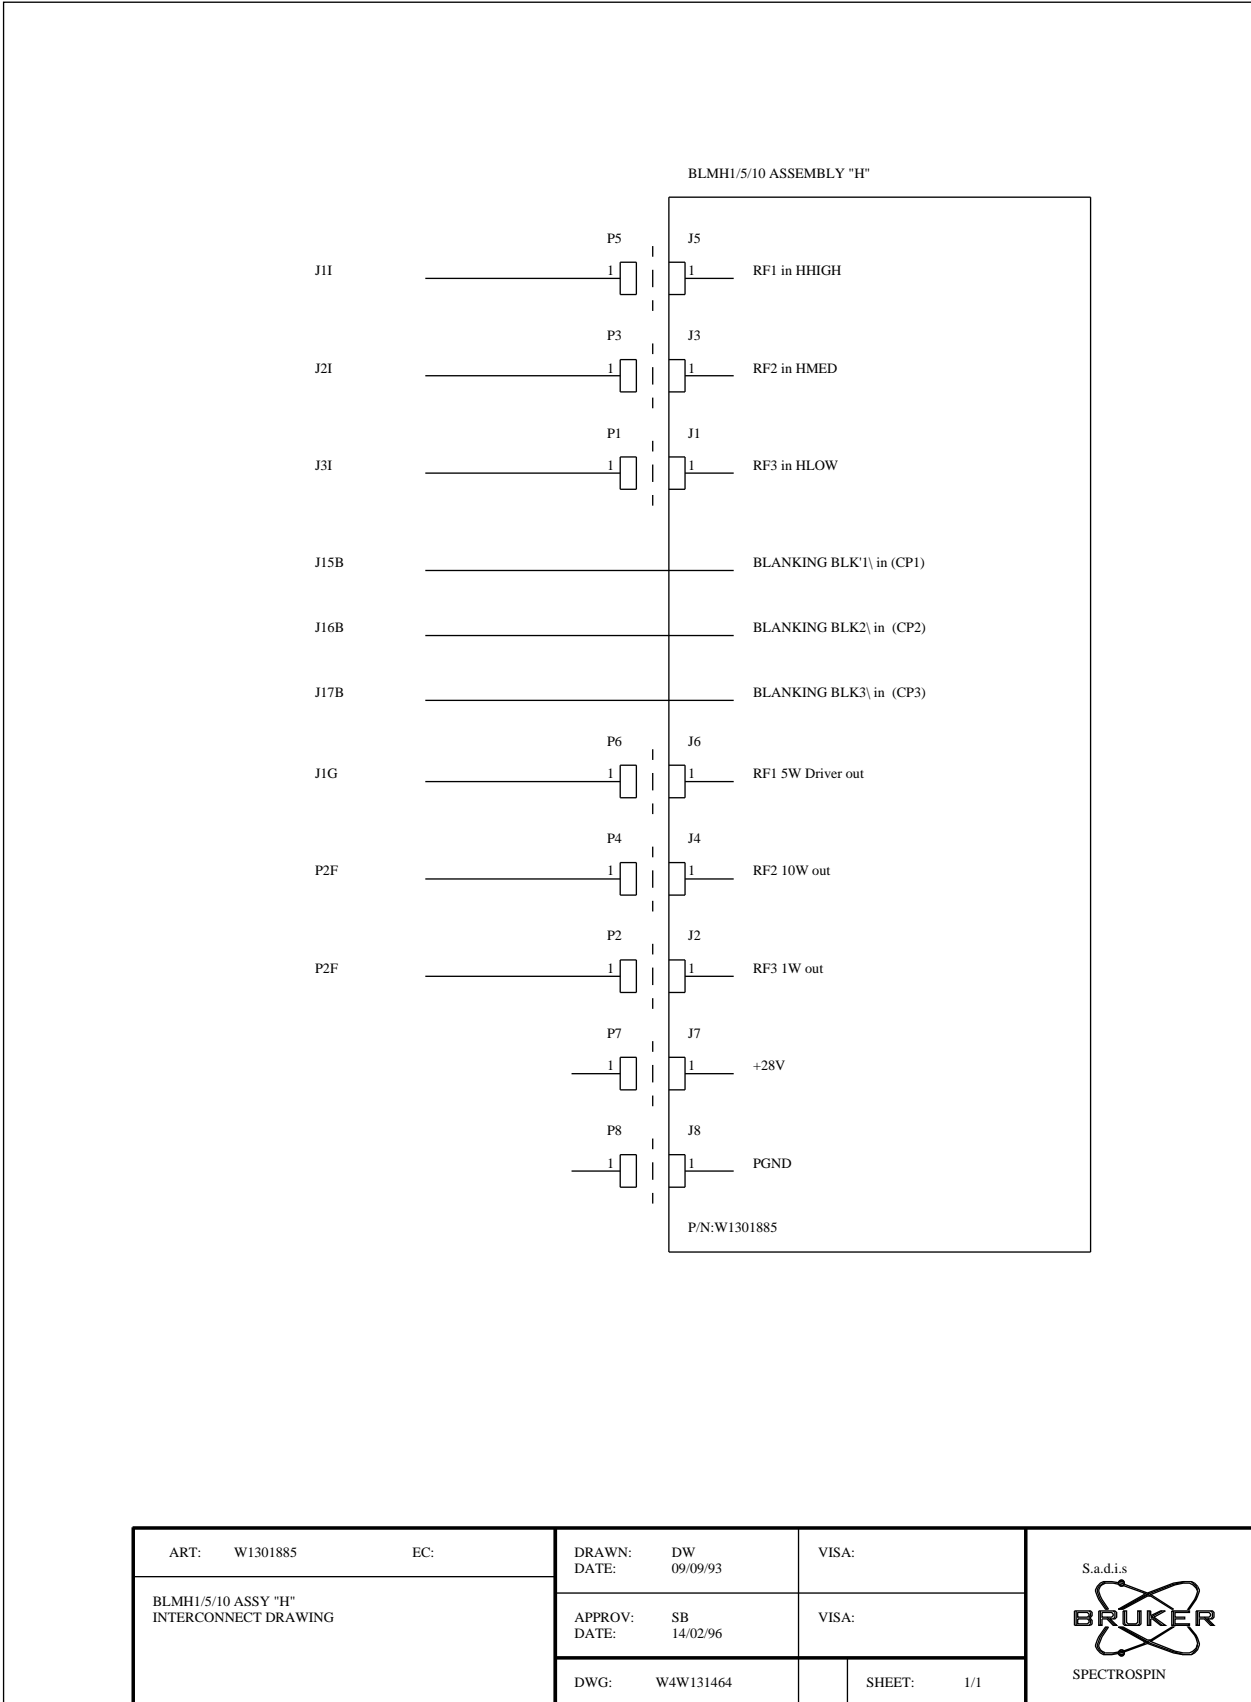 BLMH1/5/10 ASSEMBLY "H"
P5 J5
J1I 1 1 RF1 in HHIGH
P3 J3
J2I 1 1 RF2 in HMED
P1 J1
J3I 1 1 RF3 in HLOW
J15B BLANKING BLK'1\ in (CP1)
J16B BLANKING BLK2\ in (CP2)
J17B BLANKING BLK3\ in (CP3)
P6 J6
J1G 1 1 RF1 5W Driver out
P4 J4
P2F 1 1 RF2 10W out
P2 J2
P2F 1 1 RF3 1W out
P7 J7
1 1 +28V
P8 J8
1 1 PGND
P/N:W1301885
ART: W1301885 EC:
BLMH1/5/10 ASSY "H"
INTERCONNECT DRAWING
DRAWN: DW
DATE: 09/09/93
VISA:
APPROV: SB
DATE: 14/02/96
VISA:
DWG: W4W131464
SHEET: 1/1
S.a.d.i.s
BRUKER
SPECTROSPIN